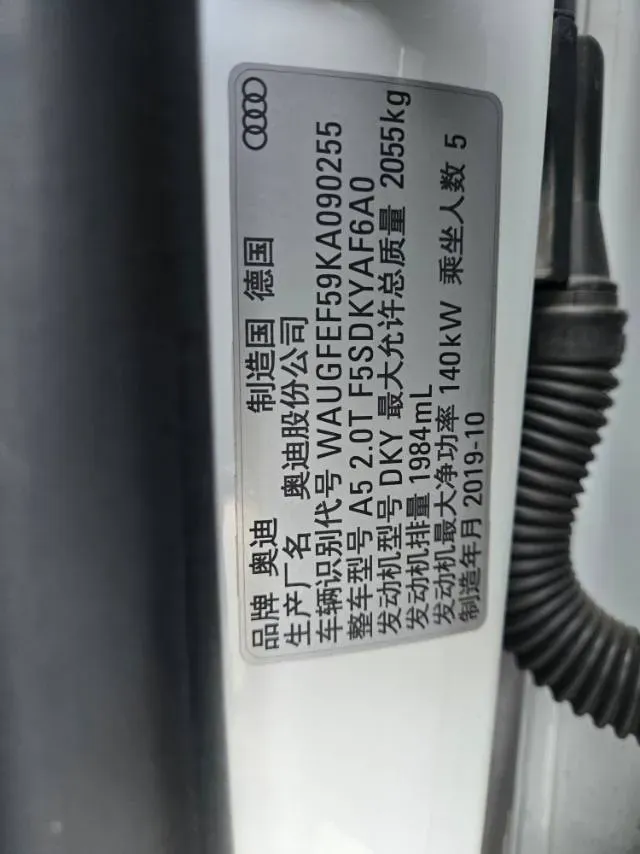 品牌 奥迪 制造国 德国
生产厂名 奥迪股份公司
车辆识别代号 WAUGFEF59KA090255
整车型号 A5 2.0T F5SDKYAF6A0
发动机型号 DKY 最大允许总质量 2055kg
发动机排量 1984mL
发动机最大净功率 140kW 乘坐人数 5
制造年月 2019-10